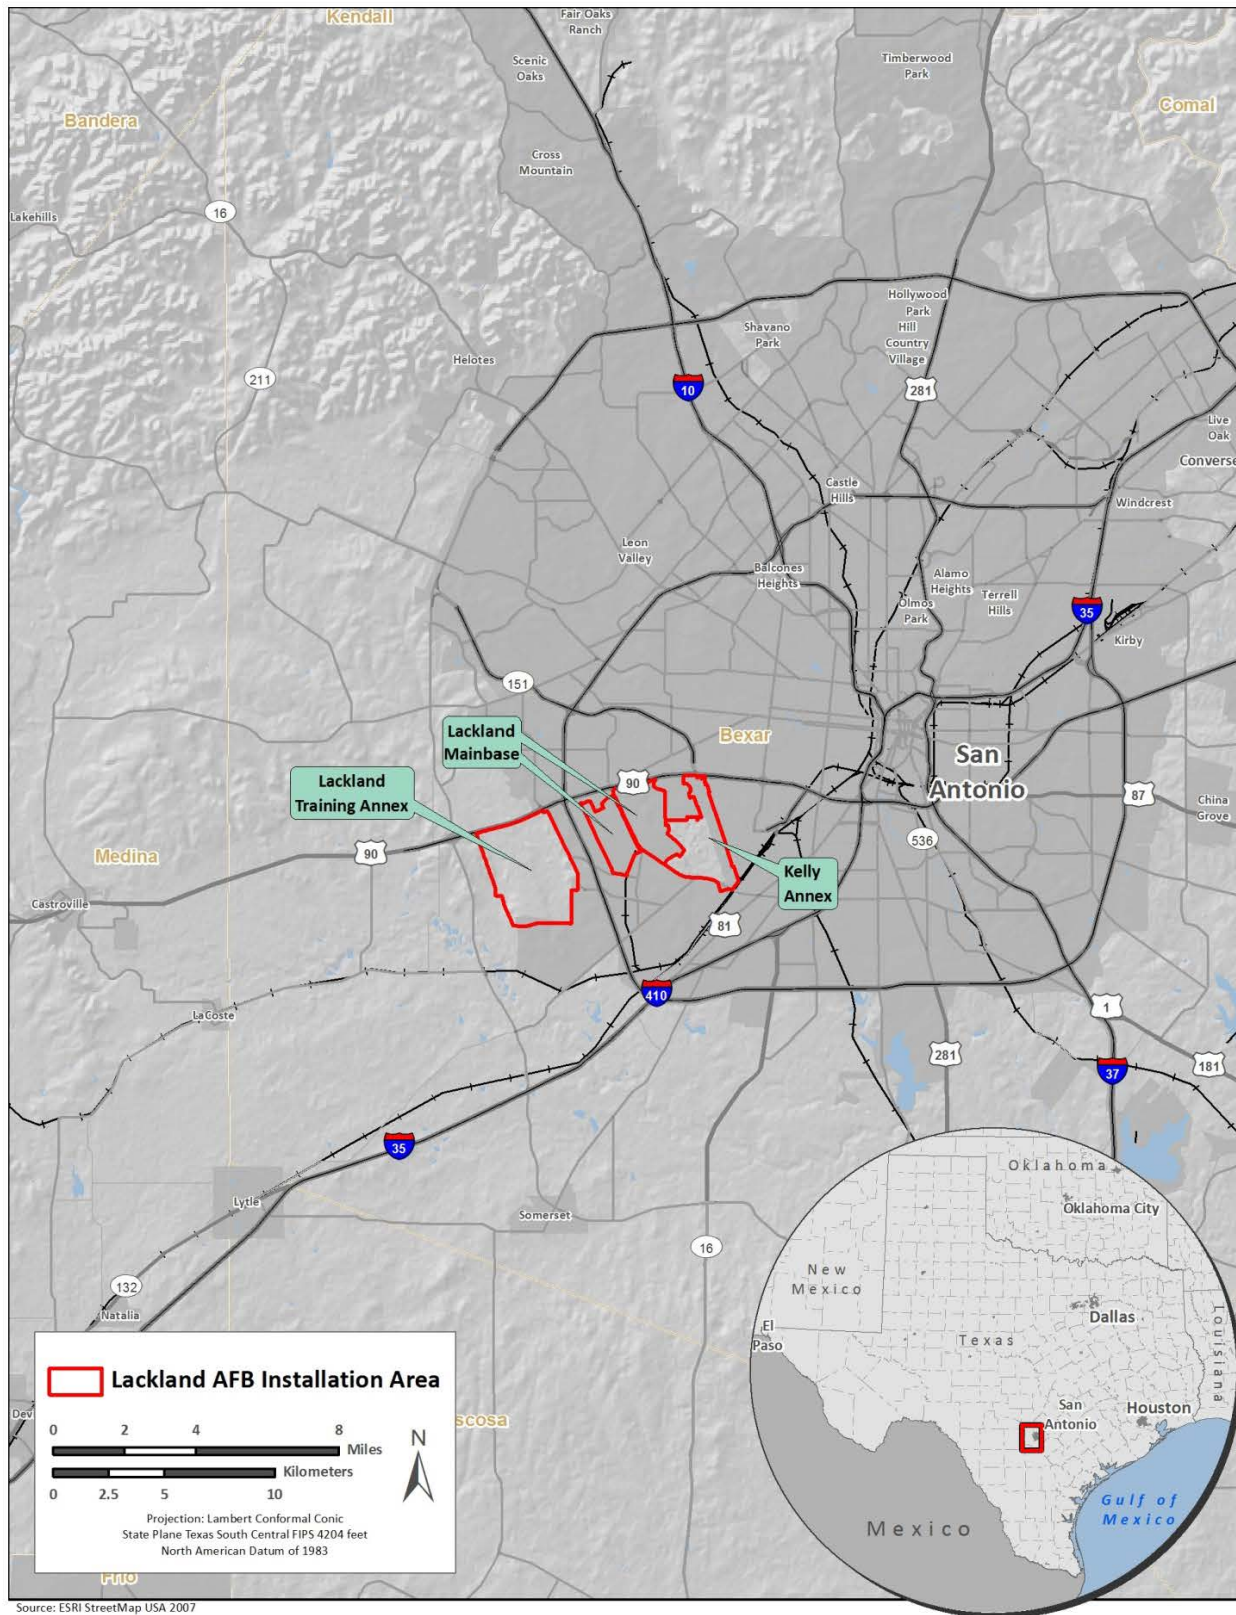 Kendall
Fair Oaks
Ranch
Scenic
Oaks
Timberwood
Park
Comal
Bandera
Cross
Mountain
Lakehills
16
Hollywood
Park
Hill
Country
Village
Shavano
Park
Helotes
211
10
281
Live
Oak
Converse
Castle
Hills
Windcrest
Leon
Valley
Balcones
Heights
Alamo
Heights
Terrell
Hills
Olmos
Park
35
Kirby
151
Lackland
Mainbase
Bexar
San
Antonio
Lackland
Training Annex
90
87
China
Grove
536
Medina
90
Kelly
Annex
Castroville
81
410
LaCoste
1
281
37
181
35
Lytle
Somerset
16
132
Natalia
Dev
scosa
Frio
Lackland AFB Installation Area
0 2 4 8
Miles
Kilometers
0 2.5 5 10
N
Projection: Lambert Conformal Conic
State Plane Texas South Central FIPS 4204 feet
North American Datum of 1983
Oklahoma
Oklahoma City
New
Mexico
Dallas
El
Paso
Texas
Louisiana
San
Antonio
Houston
Gulf of
Mexico
Mexico
Source: ESRI StreetMap USA 2007